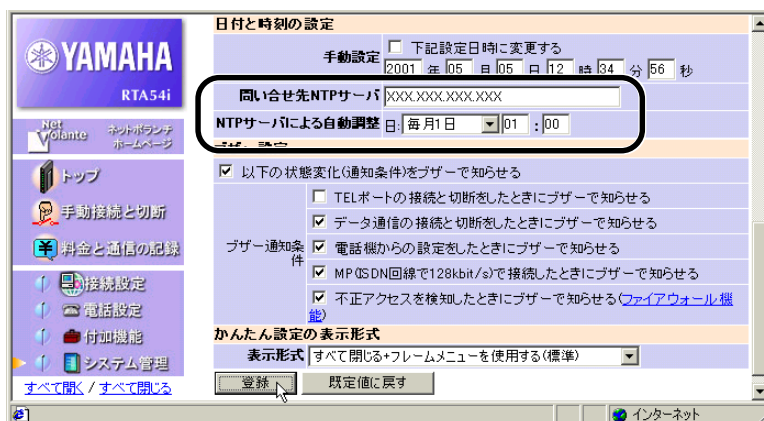 YAMAHA
RTA54i
Net Volante ネットボランチ
ホームページ
トップ
手動接続と切断
料金と通信の記録
接続設定
電話設定
付加機能
システム管理
すべて開く / すべて閉じる
日付と時刻の設定
手動設定 下記設定日時に変更する
2001 年 05 月 05 日 12 時 34 分 56 秒
問い合せ先NTPサーバ XXX.XXX.XXX.XXX
NTPサーバによる自動調整 日: 毎月1日 01 : 00
以下の状態変化(通知条件)をブザーで知らせる
ブザー通知条件
TELポートの接続と切断をしたときにブザーで知らせる
データ通信の接続と切断をしたときにブザーで知らせる
電話機からの設定をしたときにブザーで知らせる
MP(ISDN回線で128kbit/s)で接続したときにブザーで知らせる
不正アクセスを検知したときにブザーで知らせる(ファイアウォール機
能)
かんたん設定の表示形式
表示形式 すべて閉じる+フレームメニューを使用する(標準)
登録 既定値に戻す
インターネット